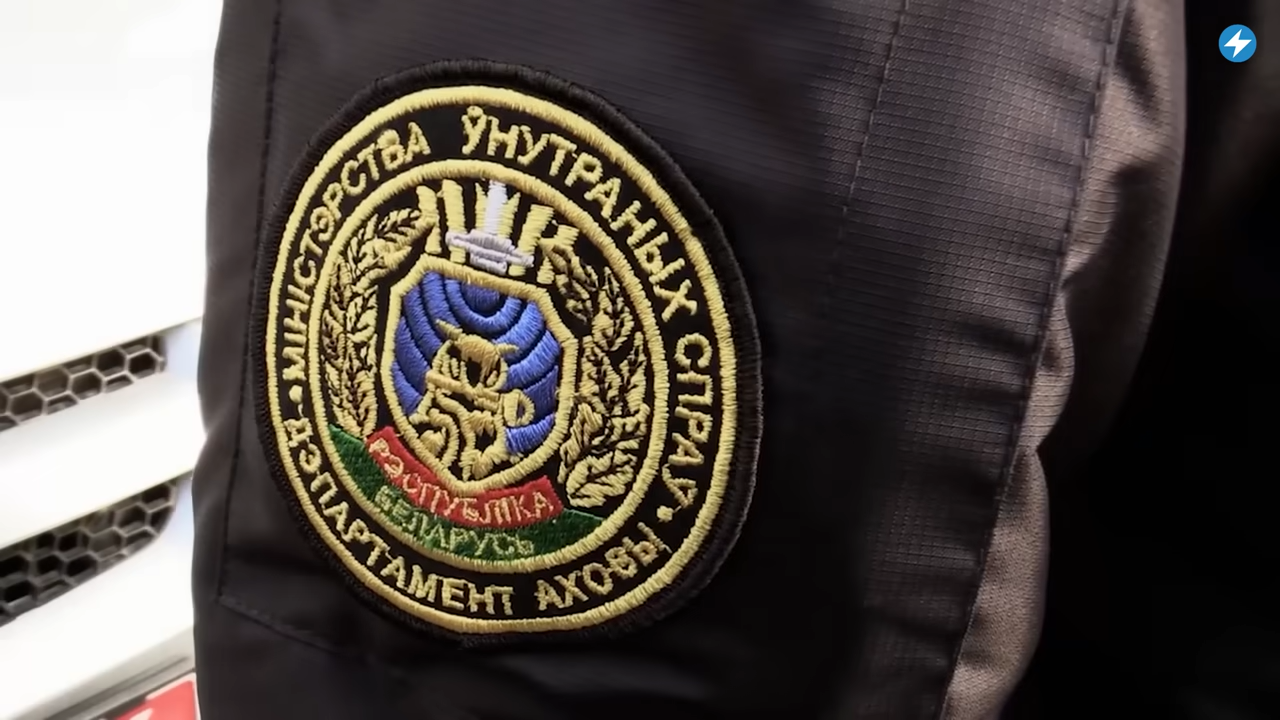 МІНІСТЭРСТВА ЎНУТРАНЫХ СПРАЎ
ДЭПАРТАМЕНТ АХОВЫ
РЭСПУБЛІКА
БЕЛАРУСЬ